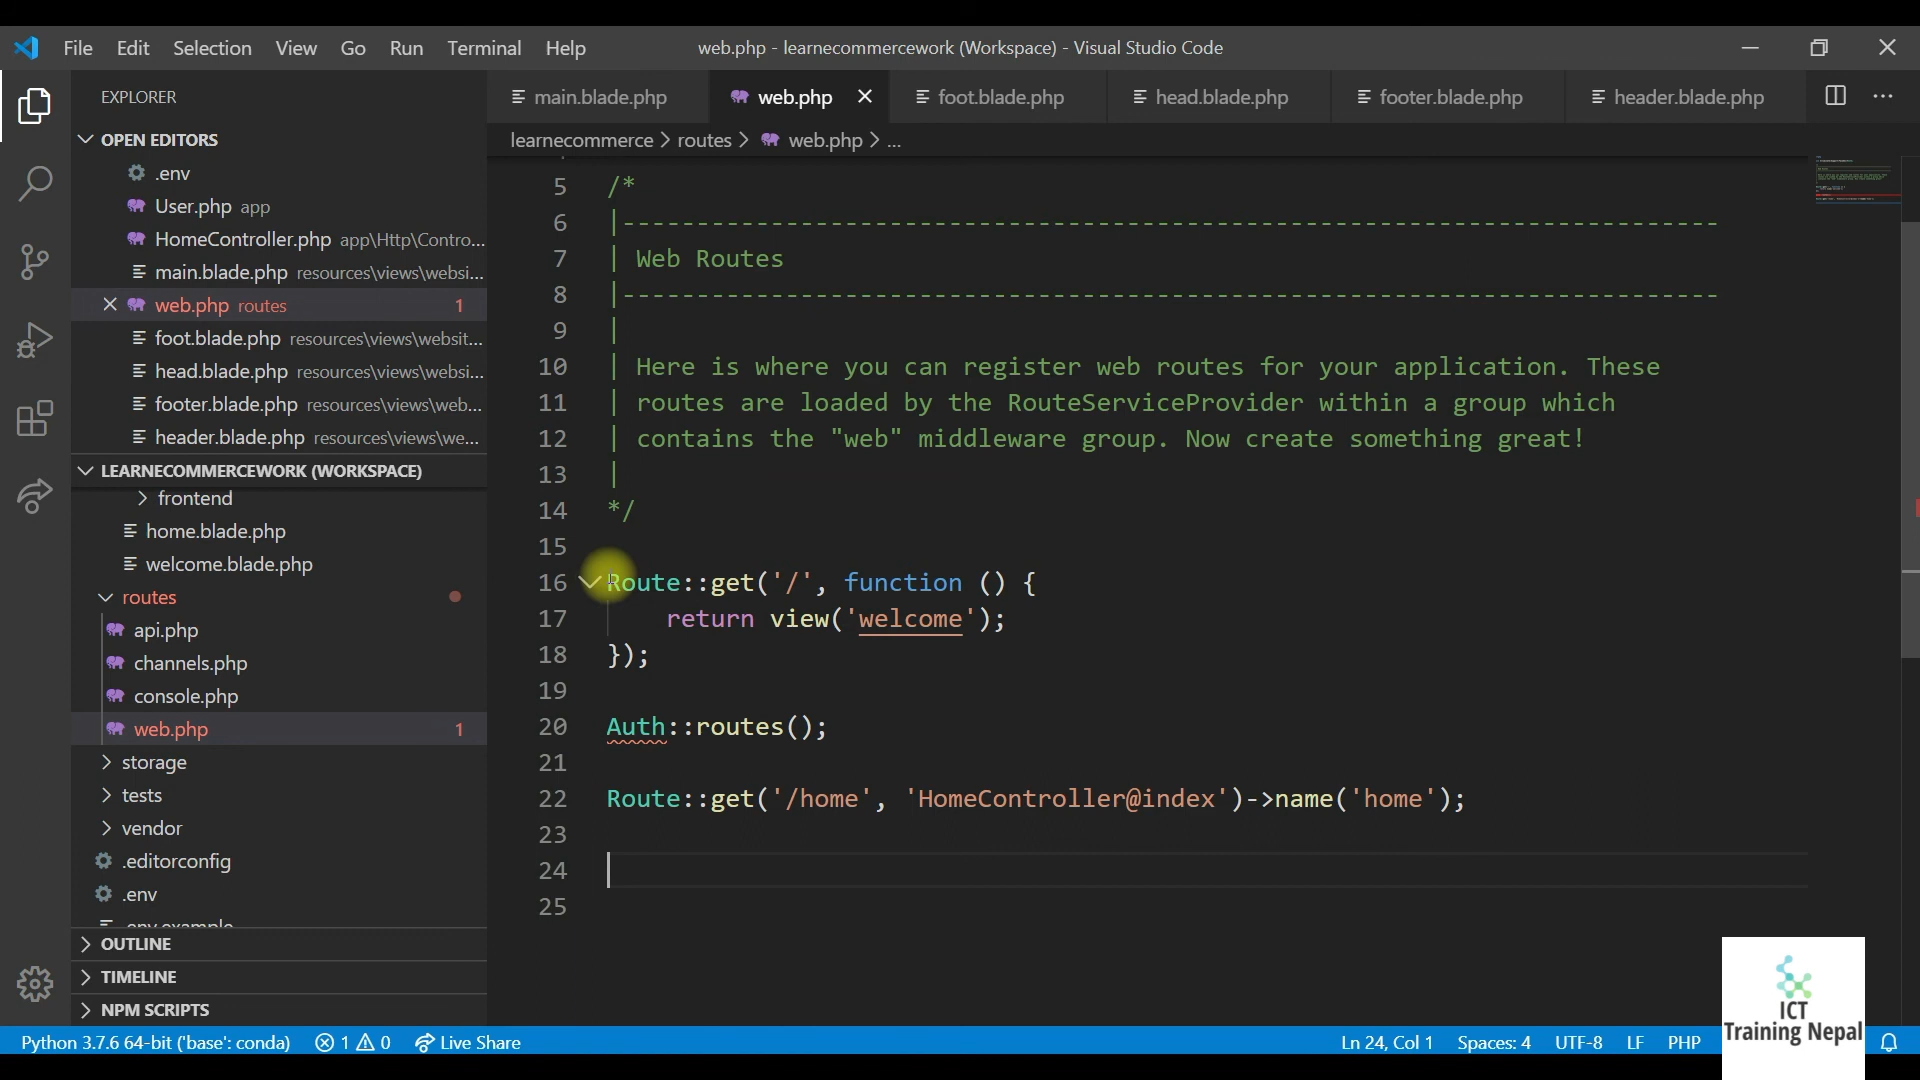 File Edit Selection View Go Run Terminal Help
web.php - learnecommercework (Workspace) - Visual Studio Code
EXPLORER
OPEN EDITORS
.env
User.php app
HomeController.php app\Http\Contro...
main.blade.php resources\views\websi...
web.php routes 1
foot.blade.php resources\views\websit...
head.blade.php resources\views\websi...
footer.blade.php resources\views\web...
header.blade.php resources\views\we...
LEARNECOMMERCEWORK (WORKSPACE)
frontend
home.blade.php
welcome.blade.php
routes
api.php
channels.php
console.php
web.php 1
storage
tests
vendor
.editorconfig
.env
.env.example
OUTLINE
TIMELINE
NPM SCRIPTS
main.blade.php web.php foot.blade.php head.blade.php footer.blade.php header.blade.php
learnecommerce > routes > web.php > ...
5 /*
6 |--------------------------------------------------------------------------
7 | Web Routes
8 |--------------------------------------------------------------------------
9 |
10 | Here is where you can register web routes for your application. These
11 | routes are loaded by the RouteServiceProvider within a group which
12 | contains the "web" middleware group. Now create something great!
13 |
14 */
15
16 Route::get('/', function () {
17 return view('welcome');
18 });
19
20 Auth::routes();
21
22 Route::get('/home', 'HomeController@index')->name('home');
23
24
25
ICT
Training Nepal
Python 3.7.6 64-bit ('base': conda) 1 0 Live Share Ln 24, Col 1 Spaces: 4 UTF-8 LF PHP